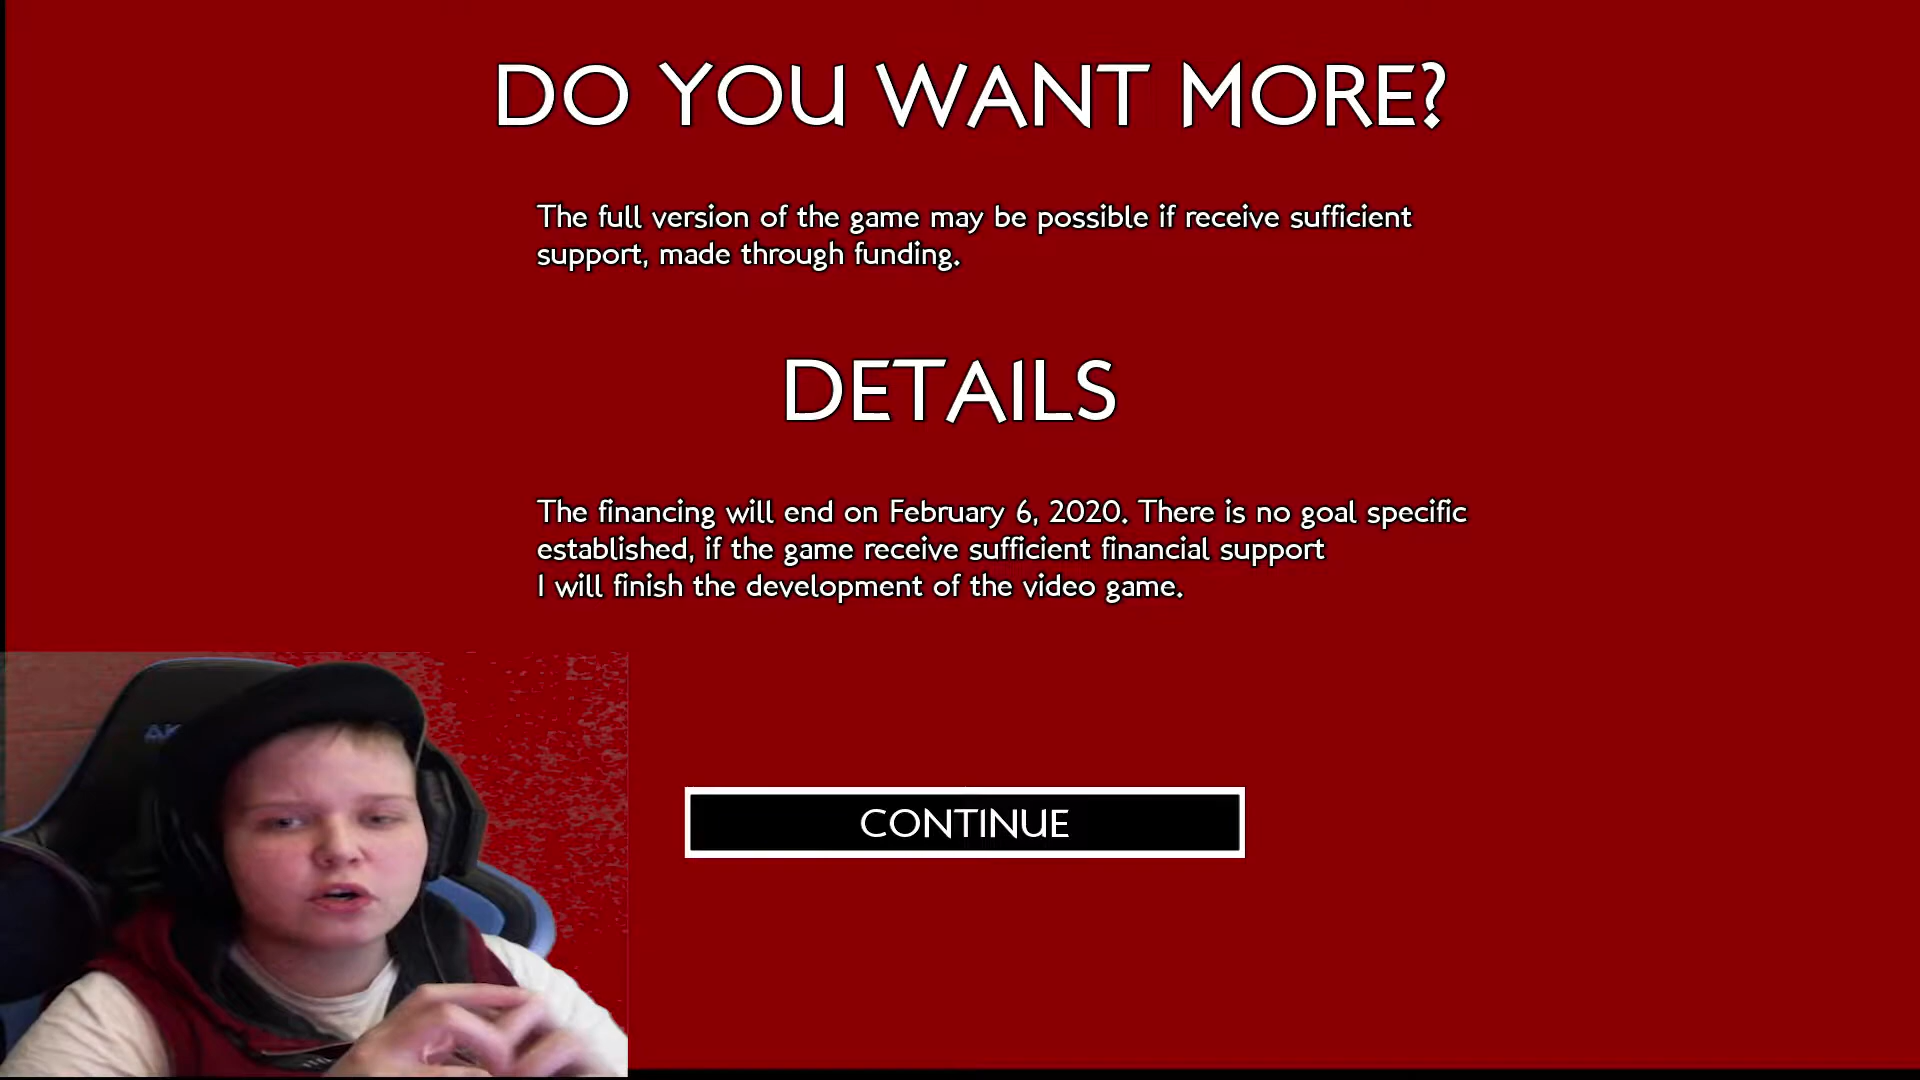 DO YOU WANT MORE?
The full version of the game may be possible if receive sufficient
support, made through funding.
DETAILS
The financing will end on February 6, 2020. There is no goal specific
established, if the game receive sufficient financial support
I will finish the development of the video game.
CONTINUE